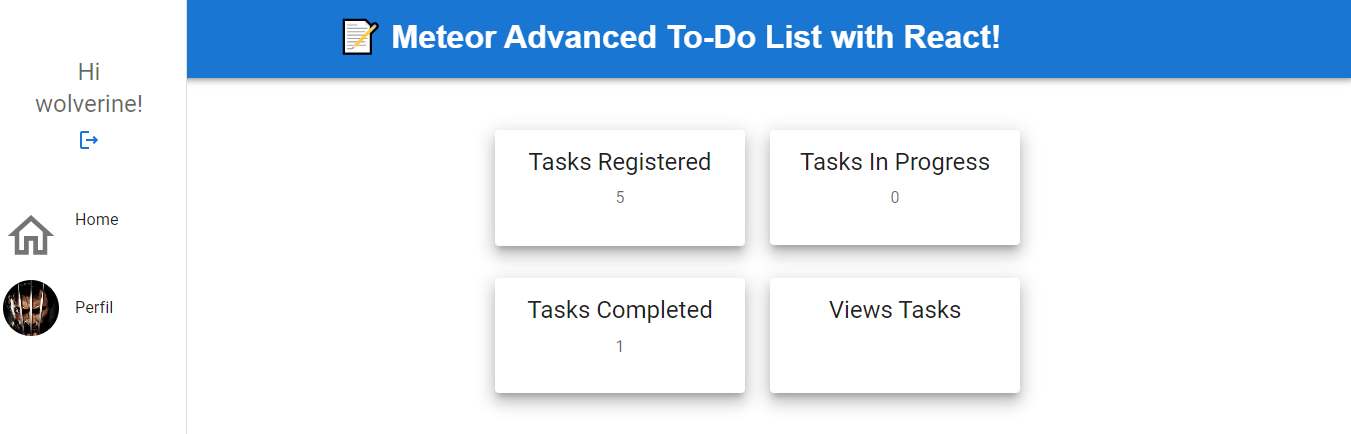 Hi
wolverine!
Home
Perfil
📝 Meteor Advanced To-Do List with React!
Tasks Registered
5
Tasks In Progress
0
Tasks Completed
1
Views Tasks